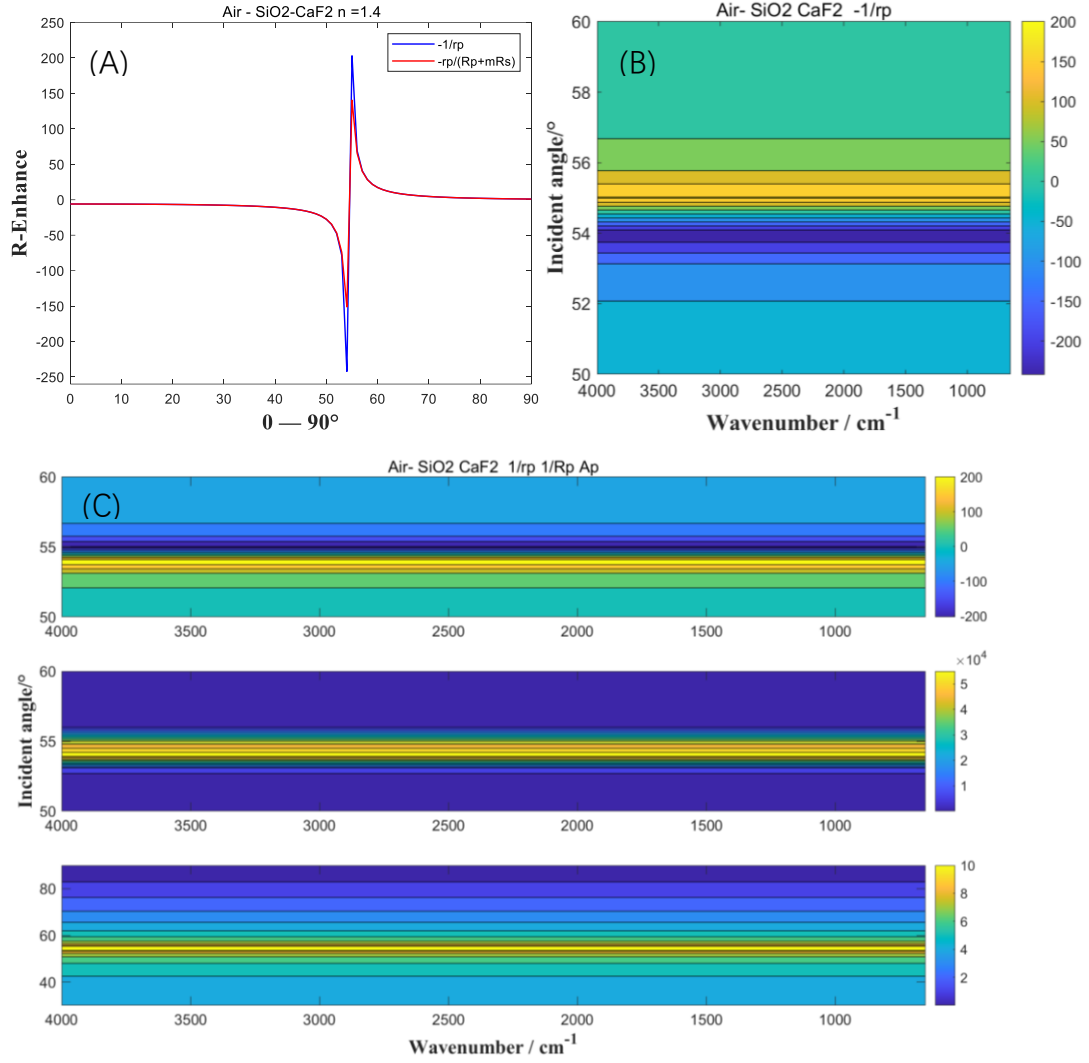 Air - SiO2-CaF2 n =1.4
(A)
-1/rp
-rp/(Rp+mRs)
250
200
150
100
50
0
-50
-100
-150
-200
-250
R-Enhance
0 10 20 30 40 50 60 70 80 90
0 — 90°
Air- SiO2 CaF2 -1/rp
(B)
60
58
56
54
52
50
Incident angle/°
4000 3500 3000 2500 2000 1500 1000
Wavenumber / cm-1
200
150
100
50
0
-50
-100
-150
-200
Air- SiO2 CaF2 1/rp 1/Rp Ap
(C)
60
55
50
4000 3500 3000 2500 2000 1500 1000
200
100
0
-100
-200
Incident angle/°
60
55
50
4000 3500 3000 2500 2000 1500 1000
×10 4
5
4
3
2
1
80
60
40
4000 3500 3000 2500 2000 1500 1000
10
8
6
4
2
Wavenumber / cm-1